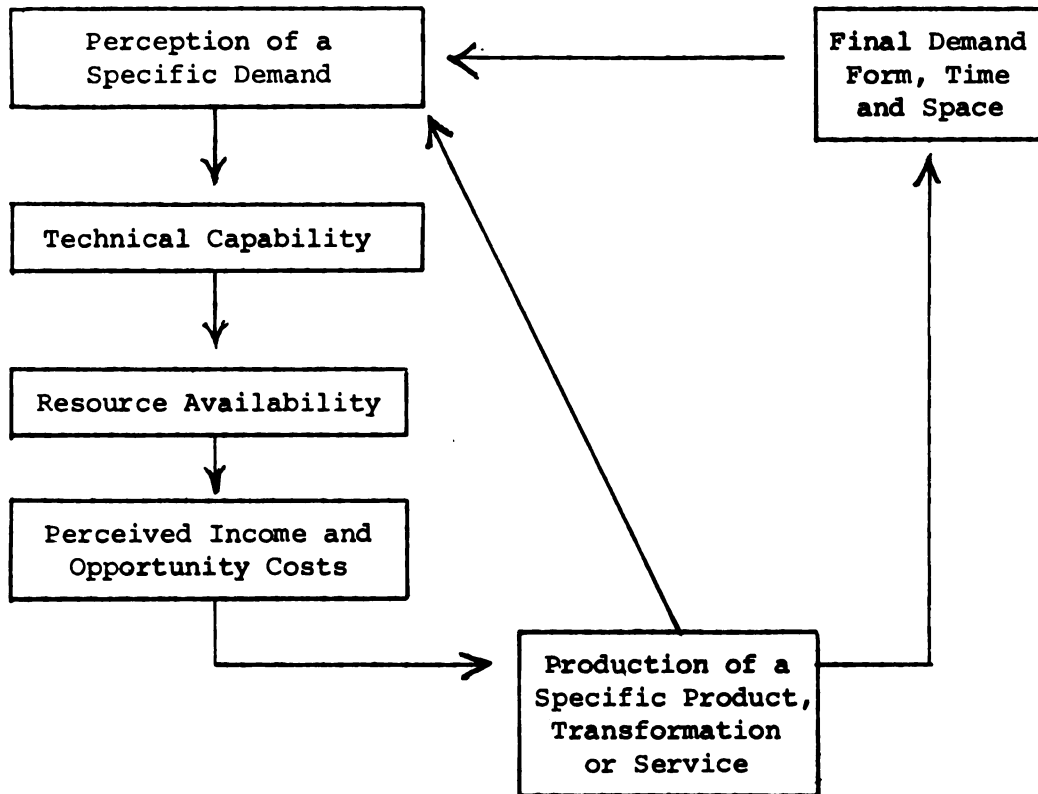 Perception of a
Specific Demand
Final Demand
Form, Time
and Space
Technical Capability
Resource Availability
Perceived Income and
Opportunity Costs
Production of a
Specific Product,
Transformation
or Service